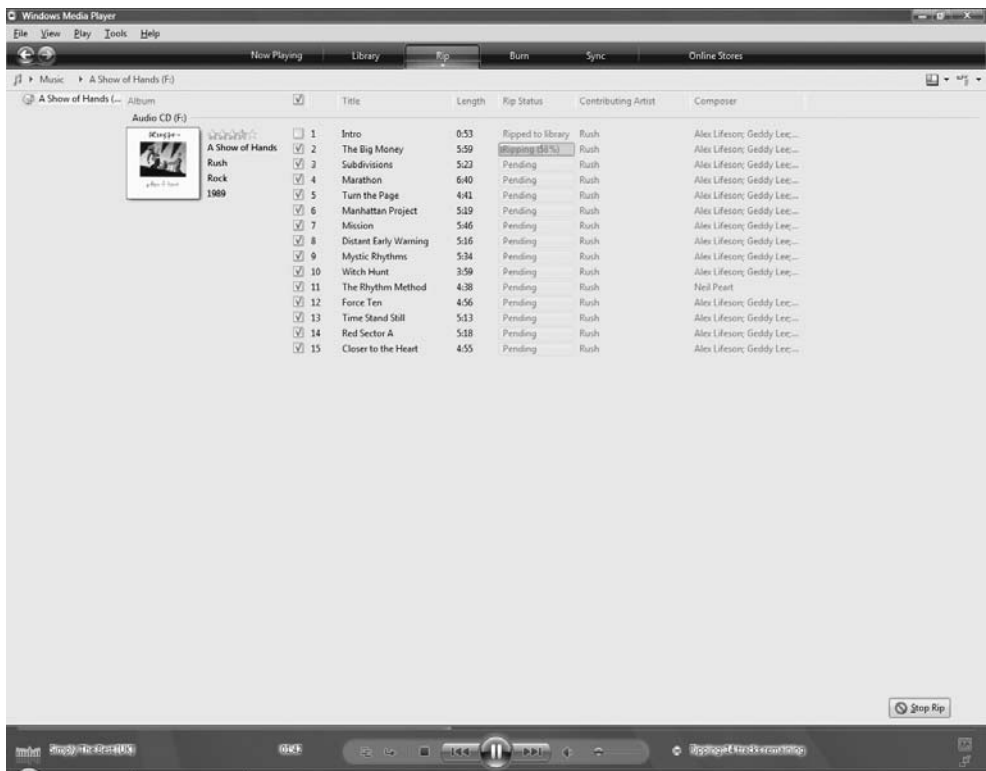 Windows Media Player
File View Play Tools Help
Now Playing Library Rip Burn Sync Online Stores
Music A Show of Hands (F:)
A Show of Hands (... Album Title Length Rip Status Contributing Artist Composer
Audio CD (F:)
1 Intro 0:53 Ripped to library Rush Alex Lifeson; Geddy Lee;...
A Show of Hands 2 The Big Money 5:59 Ripping (58%) Rush Alex Lifeson; Geddy Lee;...
Rush 3 Subdivisions 5:23 Pending Rush Alex Lifeson; Geddy Lee;...
Rock 4 Marathon 6:40 Pending Rush Alex Lifeson; Geddy Lee;...
1989 5 Turn the Page 4:41 Pending Rush Alex Lifeson; Geddy Lee;...
6 Manhattan Project 5:19 Pending Rush Alex Lifeson; Geddy Lee;...
7 Mission 5:46 Pending Rush Alex Lifeson; Geddy Lee;...
8 Distant Early Warning 5:16 Pending Rush Alex Lifeson; Geddy Lee;...
9 Mystic Rhythms 5:34 Pending Rush Alex Lifeson; Geddy Lee;...
10 Witch Hunt 3:59 Pending Rush Alex Lifeson; Geddy Lee;...
11 The Rhythm Method 4:38 Pending Rush Neil Peart
12 Force Ten 4:56 Pending Rush Alex Lifeson; Geddy Lee;...
13 Time Stand Still 5:13 Pending Rush Alex Lifeson; Geddy Lee;...
14 Red Sector A 5:18 Pending Rush Alex Lifeson; Geddy Lee;...
15 Closer to the Heart 4:55 Pending Rush Alex Lifeson; Geddy Lee;...
Stop Rip
Simply The Best [UK] 01:42 Ripping: 14 tracks remaining